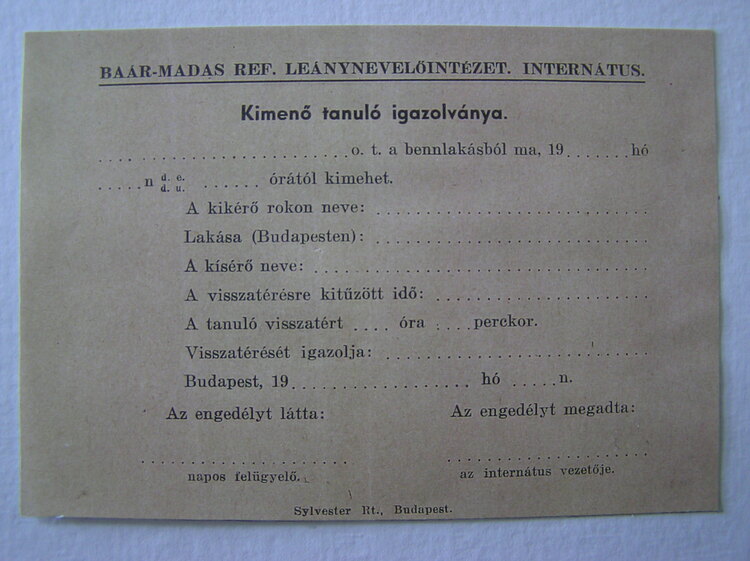 BAÁR-MADAS REF. LEÁNYNEVELŐINTÉZET. INTERNÁTUS.
Kimenő tanuló igazolványa.
..............................o. t. a bennlakásból ma, 19.......hó
.....n d. e. d. u. ...... órától kimehet.
A kikérő rokon neve: ..............................
Lakása (Budapesten): ..............................
A kísérő neve: ....................................
A visszatérésre kitűzött idő: .......................
A tanuló visszatért .... óra ....perckor.
Visszatérését igazolja: ............................
Budapest, 19.................... hó .....n.
Az engedélyt látta: Az engedélyt megadta:
....................... .......................
napos felügyelő. az internátus vezetője.
Sylvester Rt., Budapest.